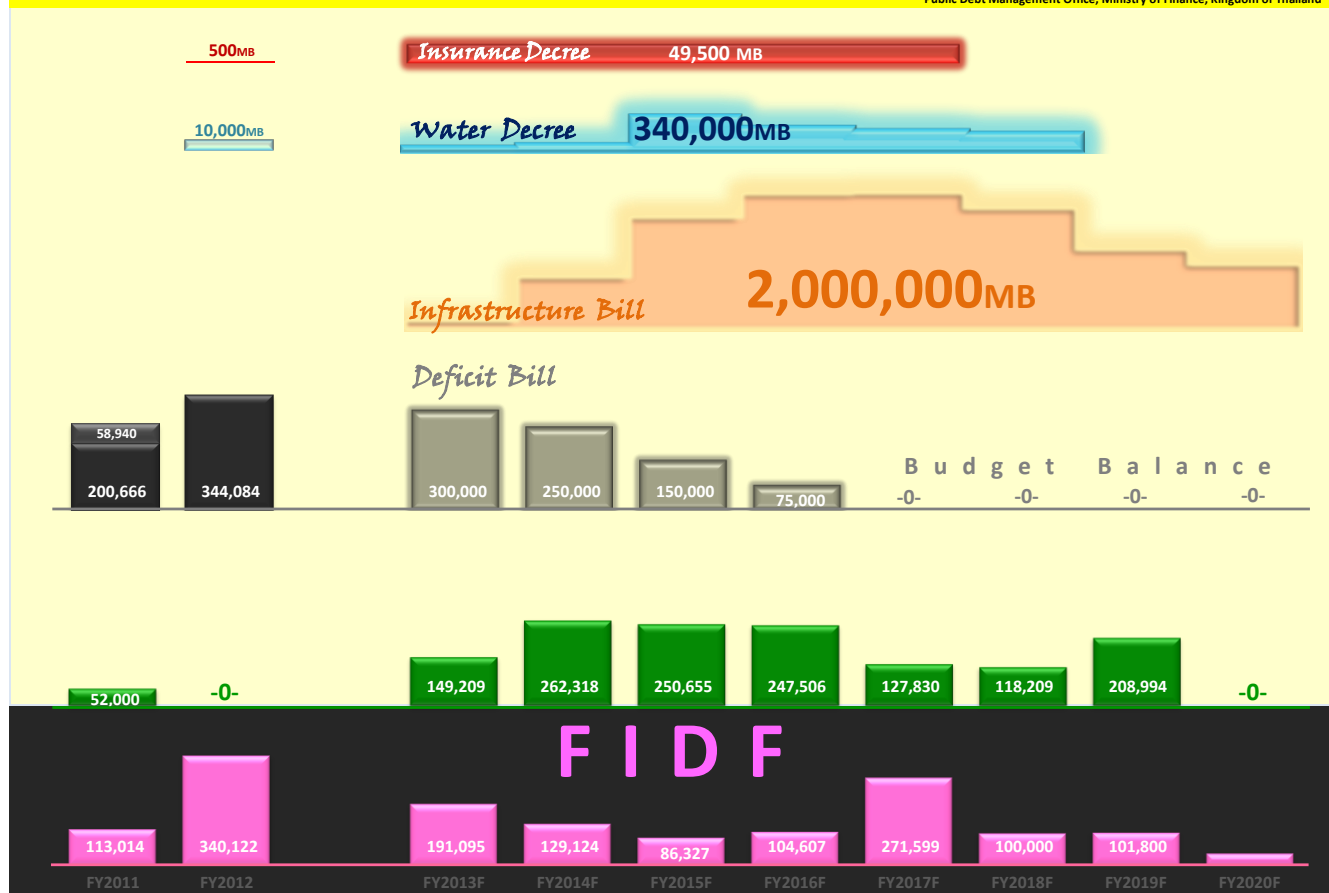 Public Debt Management Office, Ministry of Finance, Kingdom of Thailand
500MB
Insurance Decree 49,500 MB
10,000MB
Water Decree 340,000MB
2,000,000MB
Infrastructure Bill
Deficit Bill
58,940
Budget Balance
200,666 344,084 300,000 250,000 150,000 75,000 -0- -0- -0- -0-
52,000 -0- 149,209 262,318 250,655 247,506 127,830 118,209 208,994 -0-
FIDF
113,014 340,122 191,095 129,124 86,327 104,607 271,599 100,000 101,800
FY2011 FY2012 FY2013F FY2014F FY2015F FY2016F FY2017F FY2018F FY2019F FY2020F